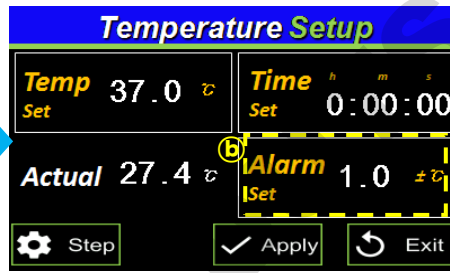 Temperature Setup
Temp Set 37.0 ℃
Time Set h m s 0:00:00
Actual 27.4 ℃
ⓑ
Alarm Set 1.0 ±℃
Step Apply Exit